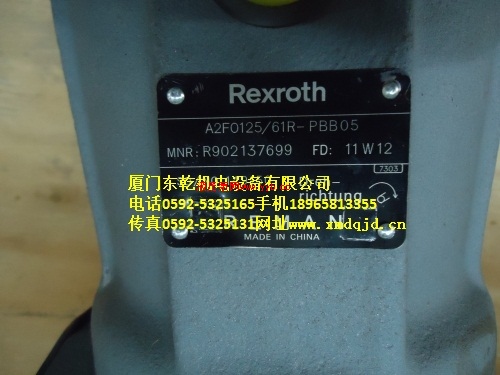 Rexroth
A2FO125/61R-PBB05
MNR: R902137699 FD: 11W12
7303
厦门东乾机电设备有限公司
richtung
电话0592-5325165手机18965813355
传真0592-5325131网址www.xmdqjd.cn
REMAN
MADE IN CHINA